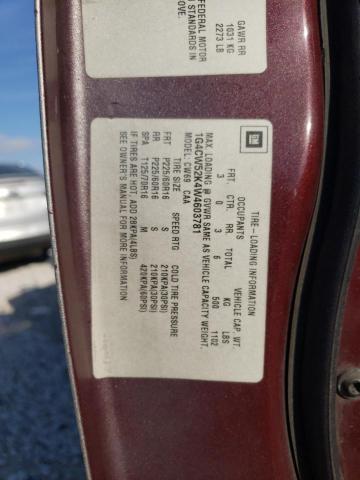 GAWR RR
1031 KG
2273 LB
FEDERAL MOTOR
STANDARDS IN
OVE.
GM
TIRE-LOADING INFORMATION
OCCUPANTS VEHICLE CAP. WT.
FRT. CTR. RR. TOTAL KG LBS
3 0 3 6 500 1102
MAX. LOADING @ GVWR SAME AS VEHICLE CAPACITY WEIGHT.
1G4CW52K4W4603781
MODEL: CW69 CAA
TIRE SIZE SPEED RTG COLD TIRE PRESSURE
FRT P225/60R16 S 210KPA(30PSI)
RR P225/60R16 S 210KPA(30PSI)
SPA T125/70R16 M 420KPA(60PSI)
IF TIRES ARE HOT, ADD 28KPA(4LBS)
SEE OWNER'S MANUAL FOR MORE INFORMATION